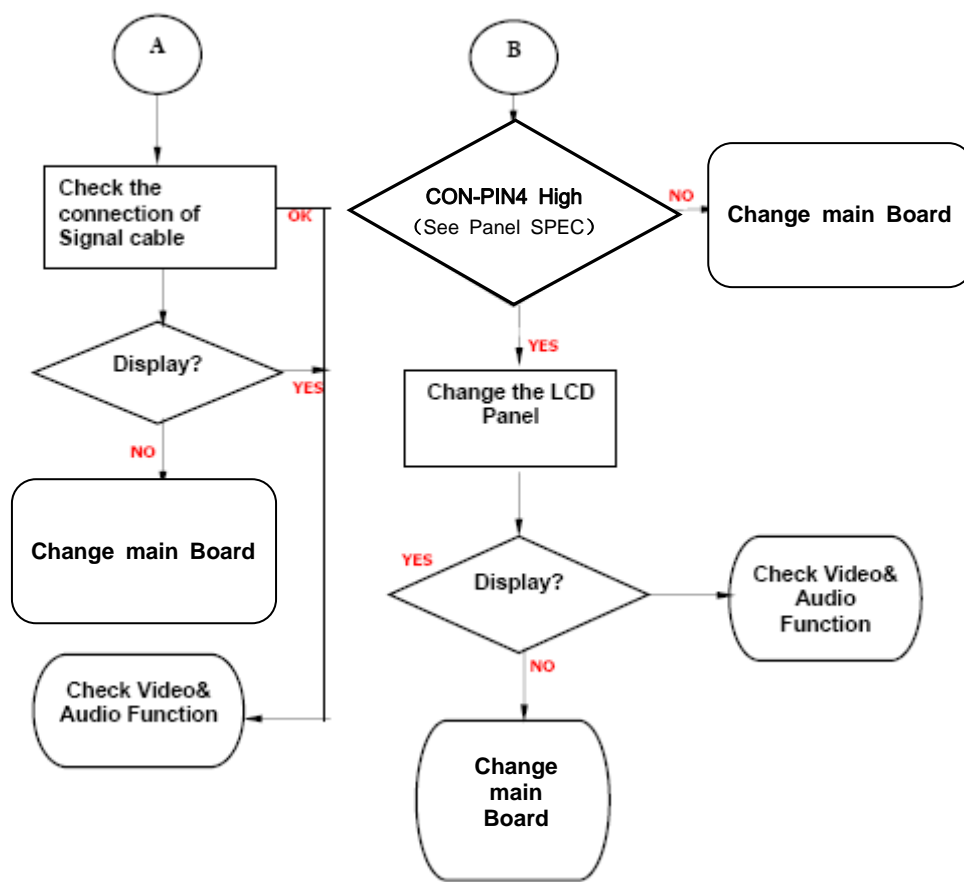 A
Check the
connection of
Signal cable
OK
Display?
YES
NO
Change main Board
Check Video&
Audio Function
B
CON-PIN4 High
（See Panel SPEC）
NO
Change main Board
YES
Change the LCD
Panel
YES
Display?
Check Video&
Audio
Function
NO
Change
main
Board